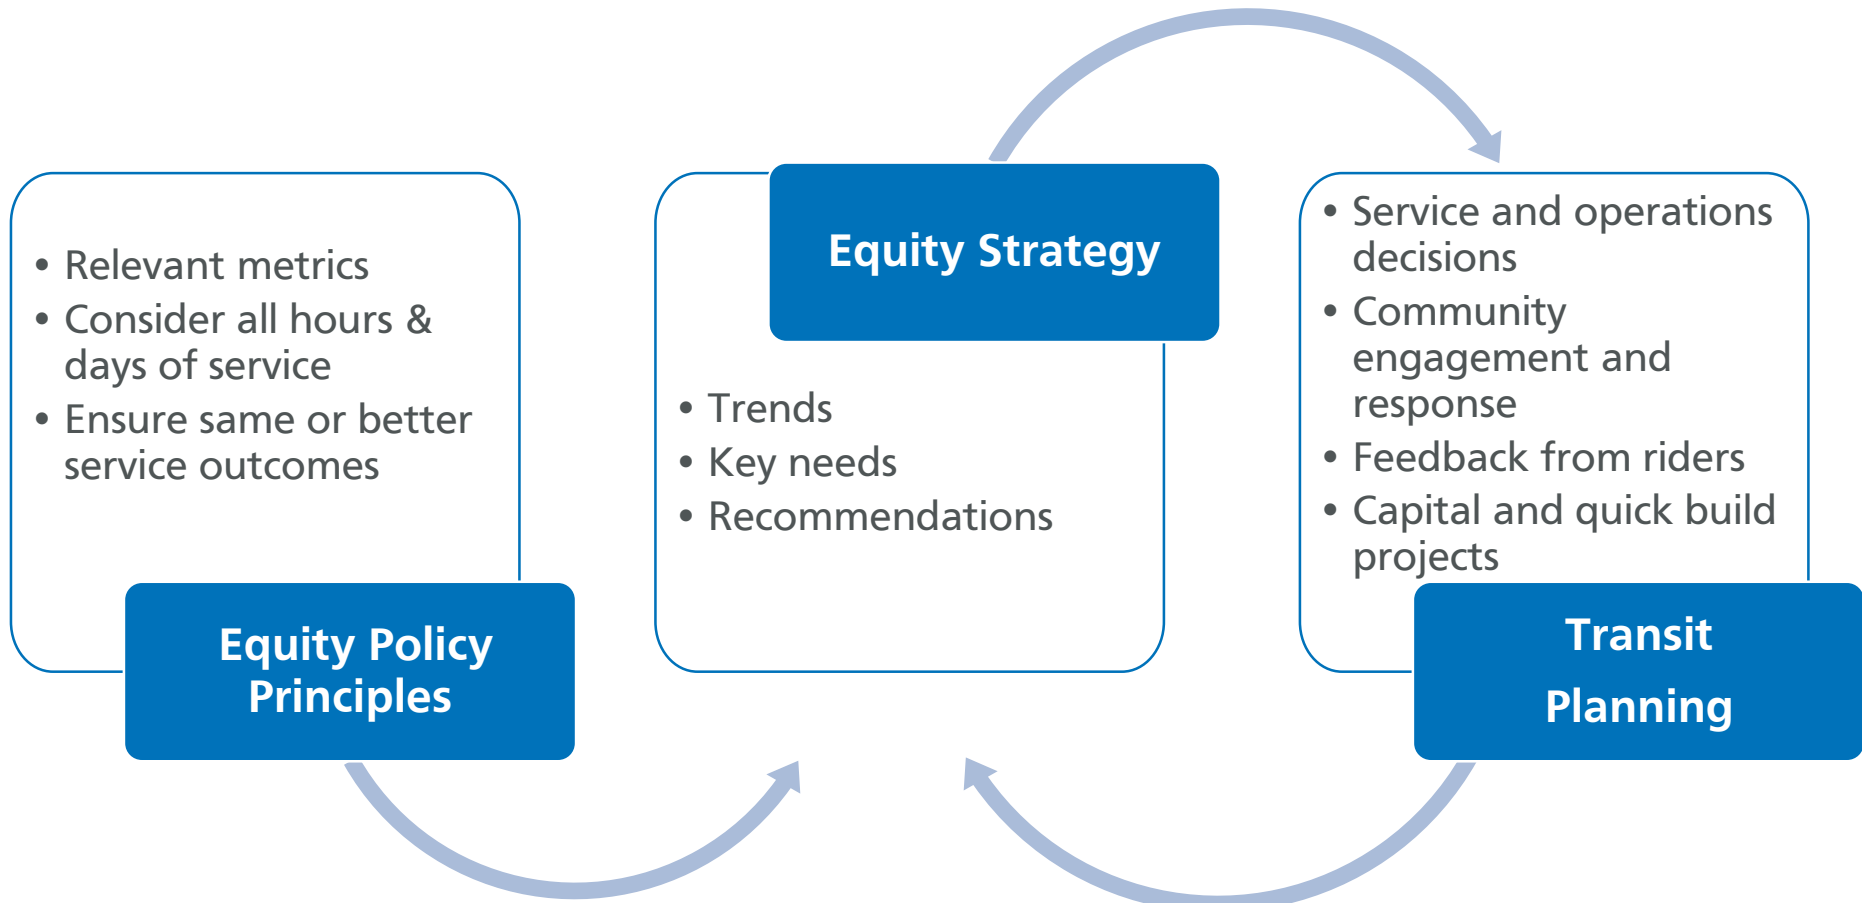 • Relevant metrics
• Consider all hours &
days of service
• Ensure same or better
service outcomes
Equity Policy
Principles
Equity Strategy
• Trends
• Key needs
• Recommendations
• Service and operations
decisions
• Community
engagement and
response
• Feedback from riders
• Capital and quick build
projects
Transit
Planning